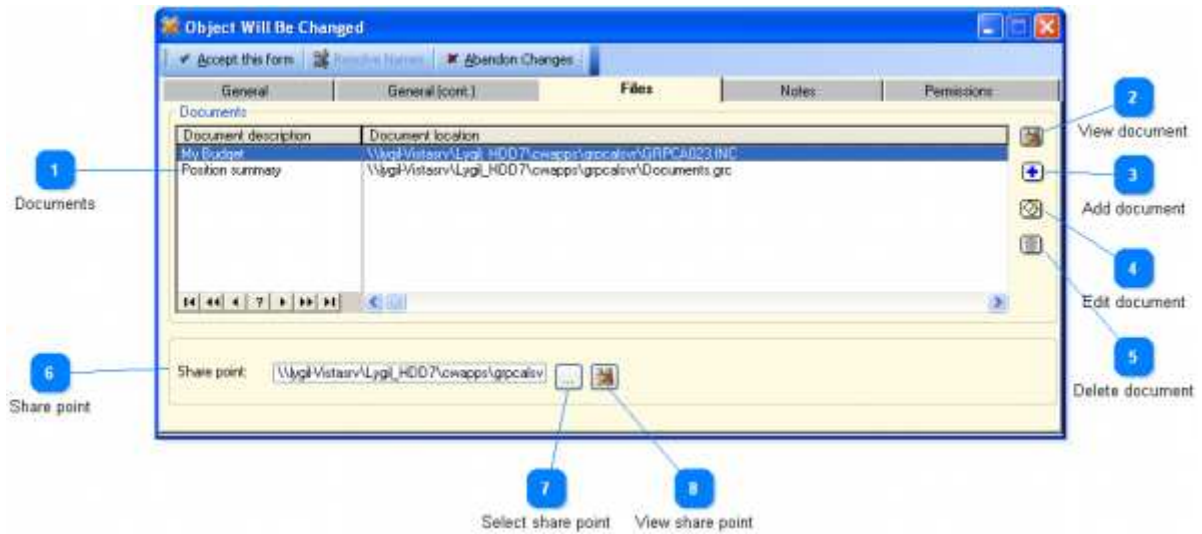 Object Will Be Changed
Accept this form Resolve Names Abandon Changes
General General (cont.) Files Notes Permissions
Documents
Document description Document location
My Budget \\lygil-Vistasrv\Lygil_HDD7\cwapps\grpcalsvr\GRPCA023.INC
Position summary \\lygil-Vistasrv\Lygil_HDD7\cwapps\grpcalsvr\Documents.grc
?
Share point: \\lygil-Vistasrv\Lygil_HDD7\cwapps\grpcalsv ...
1
Documents
2
View document
3
Add document
4
Edit document
5
Delete document
6
Share point
7
Select share point
8
View share point